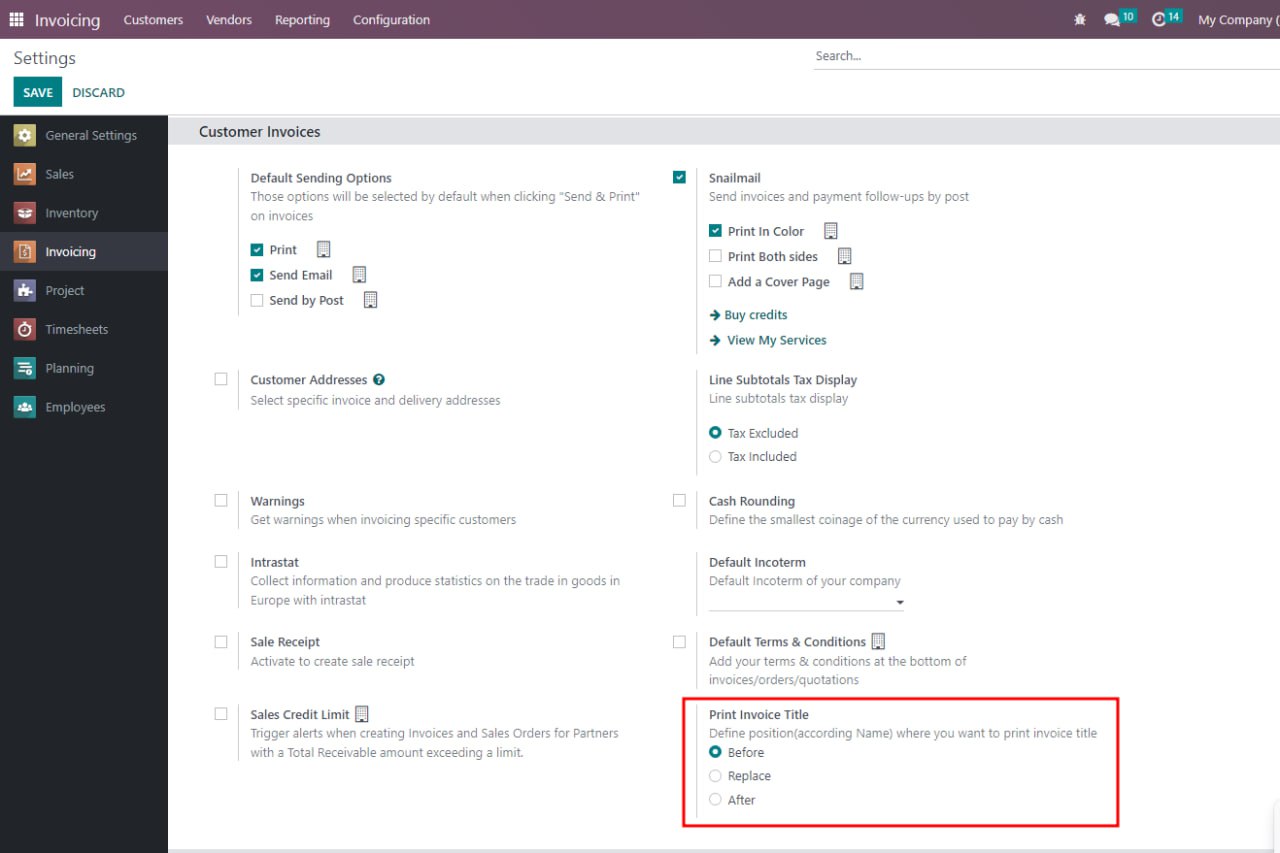 Invoicing Customers Vendors Reporting Configuration 10 14 My Company (
Settings
Search...
SAVE DISCARD
General Settings
Sales
Inventory
Invoicing
Project
Timesheets
Planning
Employees
Customer Invoices
Default Sending Options
Those options will be selected by default when clicking "Send & Print"
on invoices
Print
Send Email
Send by Post
Snailmail
Send invoices and payment follow-ups by post
Print In Color
Print Both sides
Add a Cover Page
Buy credits
View My Services
Customer Addresses ?
Select specific invoice and delivery addresses
Line Subtotals Tax Display
Line subtotals tax display
Tax Excluded
Tax Included
Warnings
Get warnings when invoicing specific customers
Cash Rounding
Define the smallest coinage of the currency used to pay by cash
Intrastat
Collect information and produce statistics on the trade in goods in
Europe with intrastat
Default Incoterm
Default Incoterm of your company
Sale Receipt
Activate to create sale receipt
Default Terms & Conditions
Add your terms & conditions at the bottom of
invoices/orders/quotations
Sales Credit Limit
Trigger alerts when creating Invoices and Sales Orders for Partners
with a Total Receivable amount exceeding a limit.
Print Invoice Title
Define position(according Name) where you want to print invoice title
Before
Replace
After